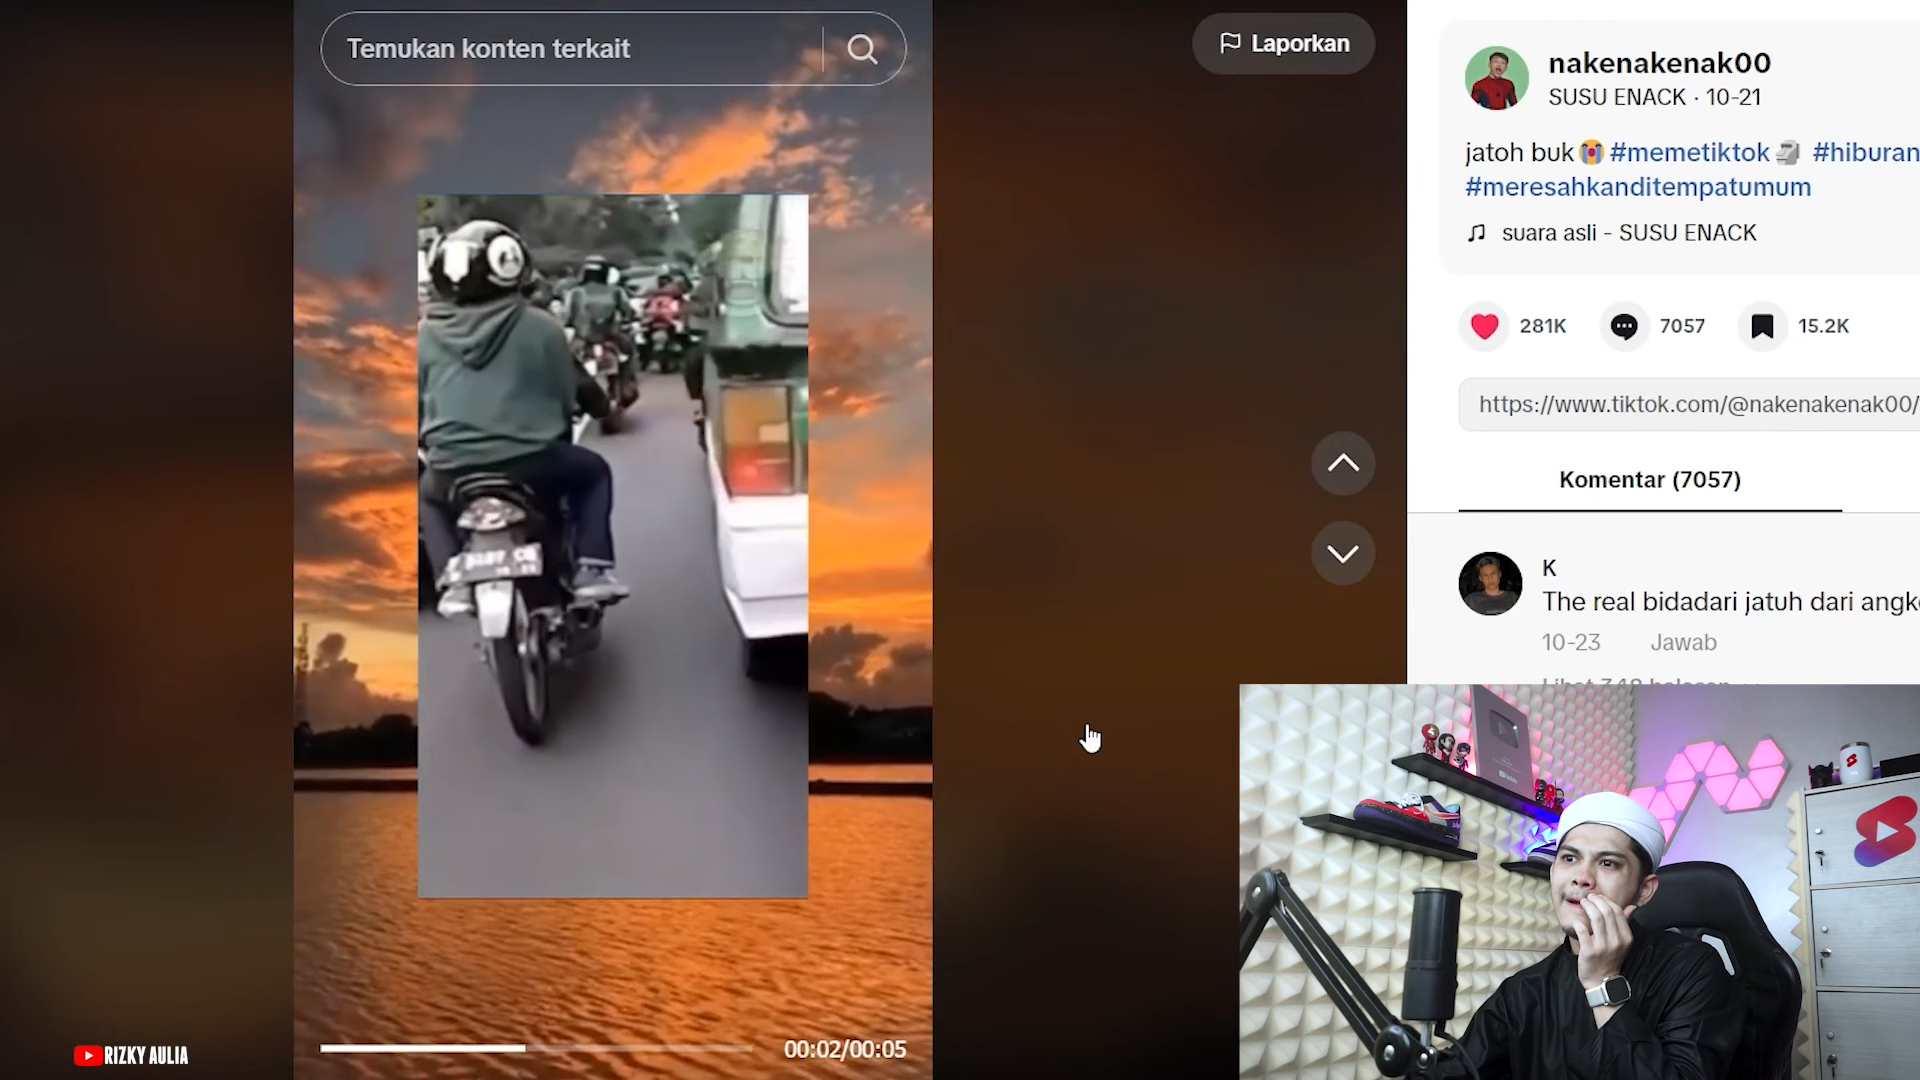 Temukan konten terkait
Laporkan
nakenakenak00
SUSU ENACK · 10-21
jatoh buk😭 #memetiktok🗿 #hiburan
#meresahkanditempatumum
suara asli - SUSU ENACK
281K
7057
15.2K
https://www.tiktok.com/@nakenakenak00/
Komentar (7057)
K
The real bidadari jatuh dari angk
10-23 Jawab
00:02/00:05
RIZKY AULIA